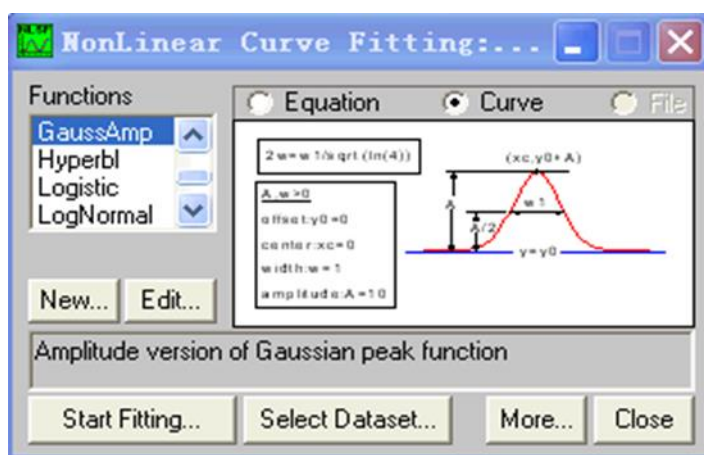 NLSF
NonLinear Curve Fitting:...
Functions
GaussAmp
Hyperbl
Logistic
LogNormal
Equation
Curve
File
2w=w1/sqrt(ln(4))
A,w>0
offset:y0=0
center:xc=0
width:w=1
amplitude:A=10
(xc,y0+A)
A
w1
A/2
y=y0
New...
Edit...
Amplitude version of Gaussian peak function
Start Fitting...
Select Dataset...
More...
Close